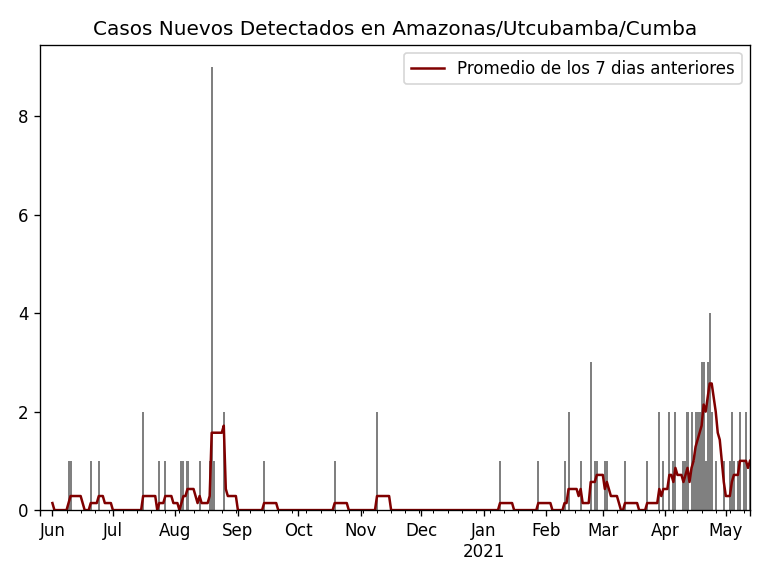 Casos Nuevos Detectados en Amazonas/Utcubamba/Cumba
Promedio de los 7 dias anteriores
8
6
4
2
0
Jun Jul Aug Sep Oct Nov Dec Jan Feb Mar Apr May
2021